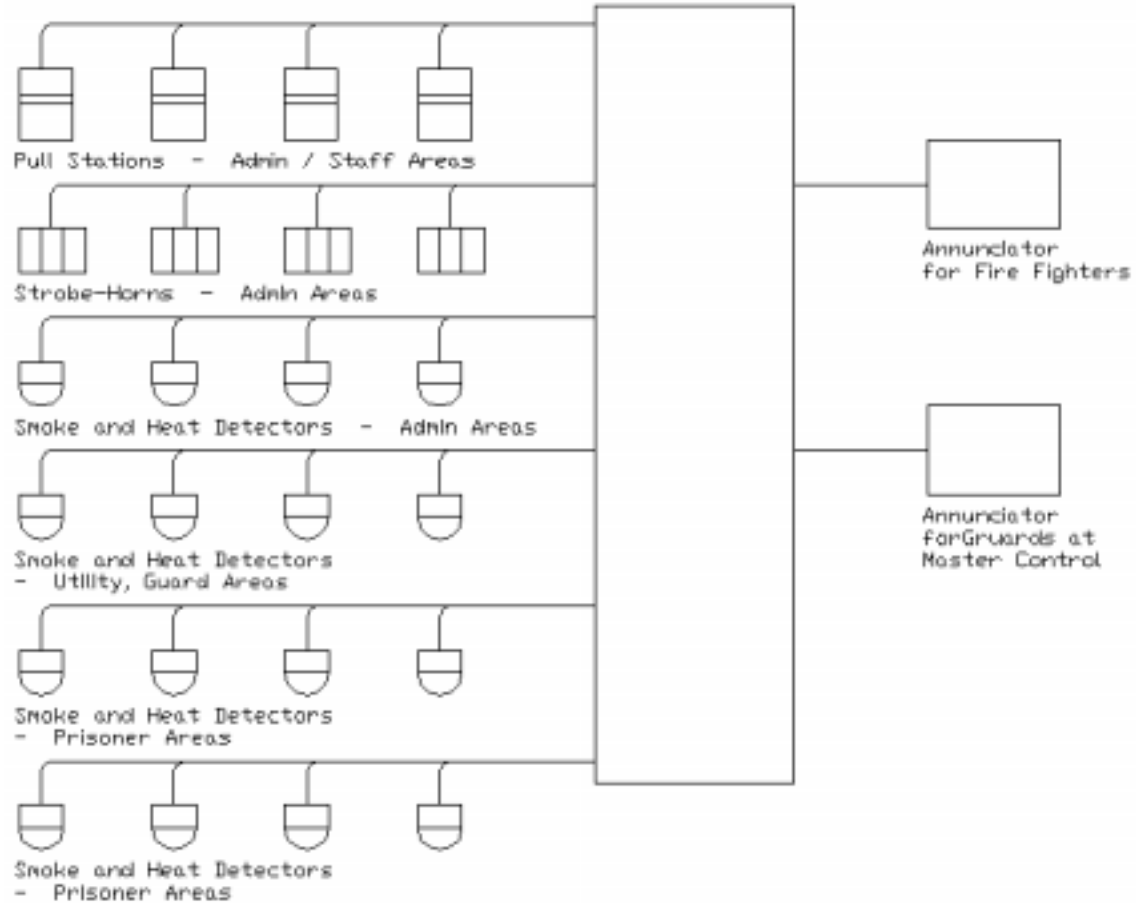 Pull Stations - Admin / Staff Areas
Strobe-Horns - Admin Areas
Smoke and Heat Detectors - Admin Areas
Smoke and Heat Detectors
- Utility, Guard Areas
Smoke and Heat Detectors
- Prisoner Areas
Smoke and Heat Detectors
- Prisoner Areas
Annunciator
for Fire Fighters
Annunciator
forGruards at
Master Control